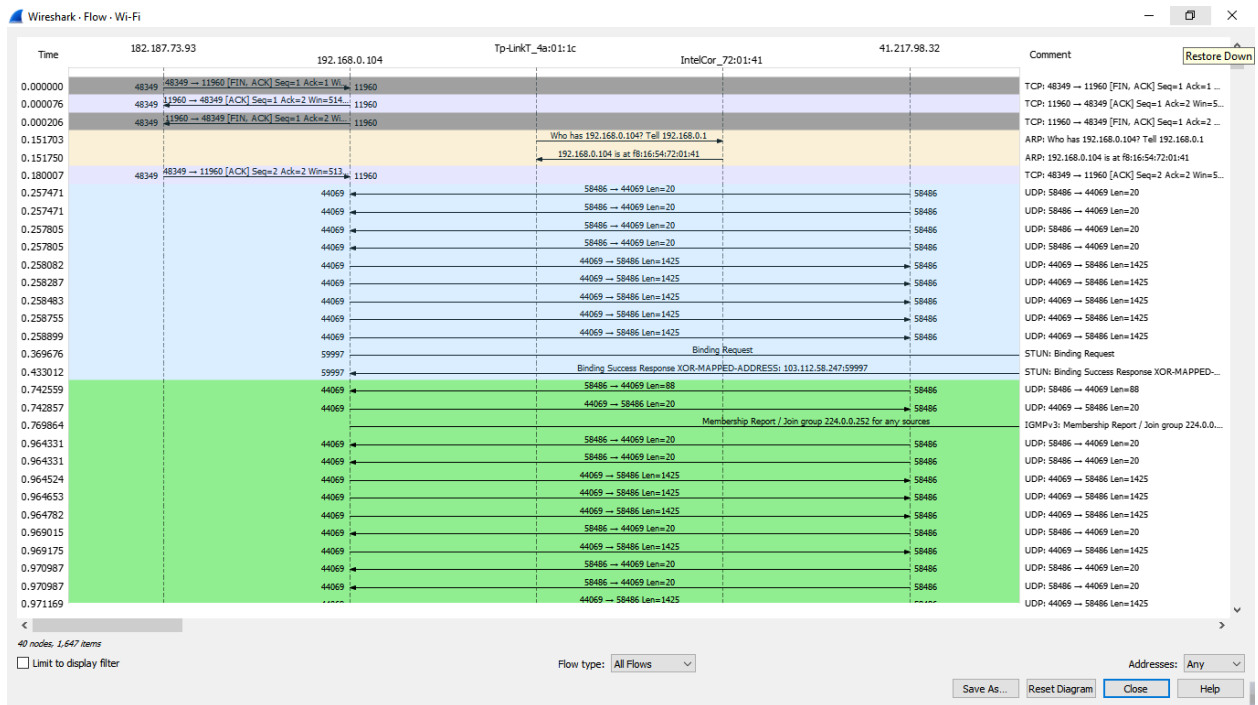 Wireshark · Flow · Wi-Fi
182.187.73.93 Tp-LinkT_4a:01:1c 41.217.98.32
Time 192.168.0.104 IntelCor_72:01:41 Comment
Restore Down
0.000000 48349 48349 → 11960 [FIN, ACK] Seq=1 Ack=1 Wi... 11960 TCP: 48349 → 11960 [FIN, ACK] Seq=1 Ack=1 ...
0.000076 48349 11960 → 48349 [ACK] Seq=1 Ack=2 Win=514... 11960 TCP: 11960 → 48349 [ACK] Seq=1 Ack=2 Win=5...
0.000206 48349 11960 → 48349 [FIN, ACK] Seq=1 Ack=2 Wi... 11960 TCP: 11960 → 48349 [FIN, ACK] Seq=1 Ack=2 ...
0.151703 Who has 192.168.0.104? Tell 192.168.0.1 ARP: Who has 192.168.0.104? Tell 192.168.0.1
0.151750 192.168.0.104 is at f8:16:54:72:01:41 ARP: 192.168.0.104 is at f8:16:54:72:01:41
0.180007 48349 48349 → 11960 [ACK] Seq=2 Ack=2 Win=513... 11960 TCP: 48349 → 11960 [ACK] Seq=2 Ack=2 Win=5...
0.257471 44069 58486 → 44069 Len=20 58486 UDP: 58486 → 44069 Len=20
0.257471 44069 58486 → 44069 Len=20 58486 UDP: 58486 → 44069 Len=20
0.257805 44069 58486 → 44069 Len=20 58486 UDP: 58486 → 44069 Len=20
0.257805 44069 58486 → 44069 Len=20 58486 UDP: 58486 → 44069 Len=20
0.258082 44069 44069 → 58486 Len=1425 58486 UDP: 44069 → 58486 Len=1425
0.258287 44069 44069 → 58486 Len=1425 58486 UDP: 44069 → 58486 Len=1425
0.258483 44069 44069 → 58486 Len=1425 58486 UDP: 44069 → 58486 Len=1425
0.258755 44069 44069 → 58486 Len=1425 58486 UDP: 44069 → 58486 Len=1425
0.258899 44069 44069 → 58486 Len=1425 58486 UDP: 44069 → 58486 Len=1425
0.369676 59997 Binding Request STUN: Binding Request
0.433012 59997 Binding Success Response XOR-MAPPED-ADDRESS: 103.112.58.247:59997 STUN: Binding Success Response XOR-MAPPED-...
0.742559 44069 58486 → 44069 Len=88 58486 UDP: 58486 → 44069 Len=88
0.742857 44069 44069 → 58486 Len=20 58486 UDP: 44069 → 58486 Len=20
0.769864 Membership Report / Join group 224.0.0.252 for any sources IGMPv3: Membership Report / Join group 224.0.0....
0.964331 44069 58486 → 44069 Len=20 58486 UDP: 58486 → 44069 Len=20
0.964331 44069 58486 → 44069 Len=20 58486 UDP: 58486 → 44069 Len=20
0.964524 44069 44069 → 58486 Len=1425 58486 UDP: 44069 → 58486 Len=1425
0.964653 44069 44069 → 58486 Len=1425 58486 UDP: 44069 → 58486 Len=1425
0.964782 44069 44069 → 58486 Len=1425 58486 UDP: 44069 → 58486 Len=1425
0.969015 44069 58486 → 44069 Len=20 58486 UDP: 58486 → 44069 Len=20
0.969175 44069 44069 → 58486 Len=1425 58486 UDP: 44069 → 58486 Len=1425
0.970987 44069 58486 → 44069 Len=20 58486 UDP: 58486 → 44069 Len=20
0.970987 44069 58486 → 44069 Len=20 58486 UDP: 58486 → 44069 Len=20
0.971169 44069 → 58486 Len=1425 UDP: 44069 → 58486 Len=1425
40 nodes, 1,647 items
Limit to display filter Flow type: All Flows Addresses: Any
Save As... Reset Diagram Close Help